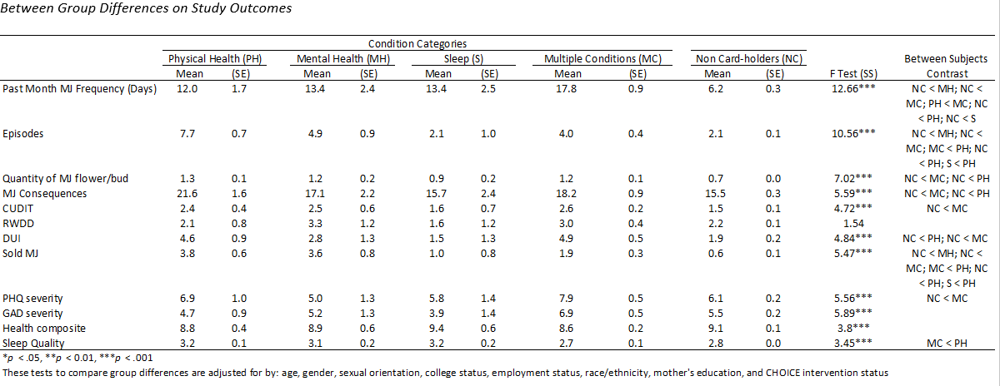 Between Group Differences on Study Outcomes
Condition Categories
Physical Health (PH) Mental Health (MH) Sleep (S) Multiple Conditions (MC) Non Card-holders (NC) Between Subjects
Mean (SE) Mean (SE) Mean (SE) Mean (SE) Mean (SE) F Test (SS) Contrast
Past Month MJ Frequency (Days) 12.0 1.7 13.4 2.4 13.4 2.5 17.8 0.9 6.2 0.3 12.66*** NC < MH; NC <
MC; PH < MC; NC
< PH; NC < S
Episodes 7.7 0.7 4.9 0.9 2.1 1.0 4.0 0.4 2.1 0.1 10.56*** NC < MH; NC <
MC; MC < PH; NC
< PH; S < PH
Quantity of MJ flower/bud 1.3 0.1 1.2 0.2 0.9 0.2 1.2 0.1 0.7 0.0 7.02*** NC < MC; NC < PH
MJ Consequences 21.6 1.6 17.1 2.2 15.7 2.4 18.2 0.9 15.5 0.3 5.59*** NC < MC; NC < PH
CUDIT 2.4 0.4 2.5 0.6 1.6 0.7 2.6 0.2 1.5 0.1 4.72*** NC < MC
RWDD 2.1 0.8 3.3 1.2 1.6 1.2 3.0 0.4 2.2 0.1 1.54
DUI 4.6 0.9 2.8 1.3 1.5 1.3 4.9 0.5 1.9 0.2 4.84*** NC < PH; NC < MC
Sold MJ 3.8 0.6 3.6 0.8 1.0 0.8 1.9 0.3 0.6 0.1 5.47*** NC < MH; NC <
MC; MC < PH; NC
< PH; S < PH
PHQ severity 6.9 1.0 5.0 1.3 5.8 1.4 7.9 0.5 6.1 0.2 5.56*** NC < MC
GAD severity 4.7 0.9 5.2 1.3 3.9 1.4 6.9 0.5 5.5 0.2 5.89***
Health composite 8.8 0.4 8.9 0.6 9.4 0.6 8.6 0.2 9.1 0.1 3.8***
Sleep Quality 3.2 0.1 3.1 0.2 3.2 0.2 2.7 0.1 2.8 0.0 3.45*** MC < PH
*p < .05, **p < 0.01, ***p < .001
These tests to compare group differences are adjusted for by: age, gender, sexual orientation, college status, employment status, race/ethnicity, mother's education, and CHOICE intervention status